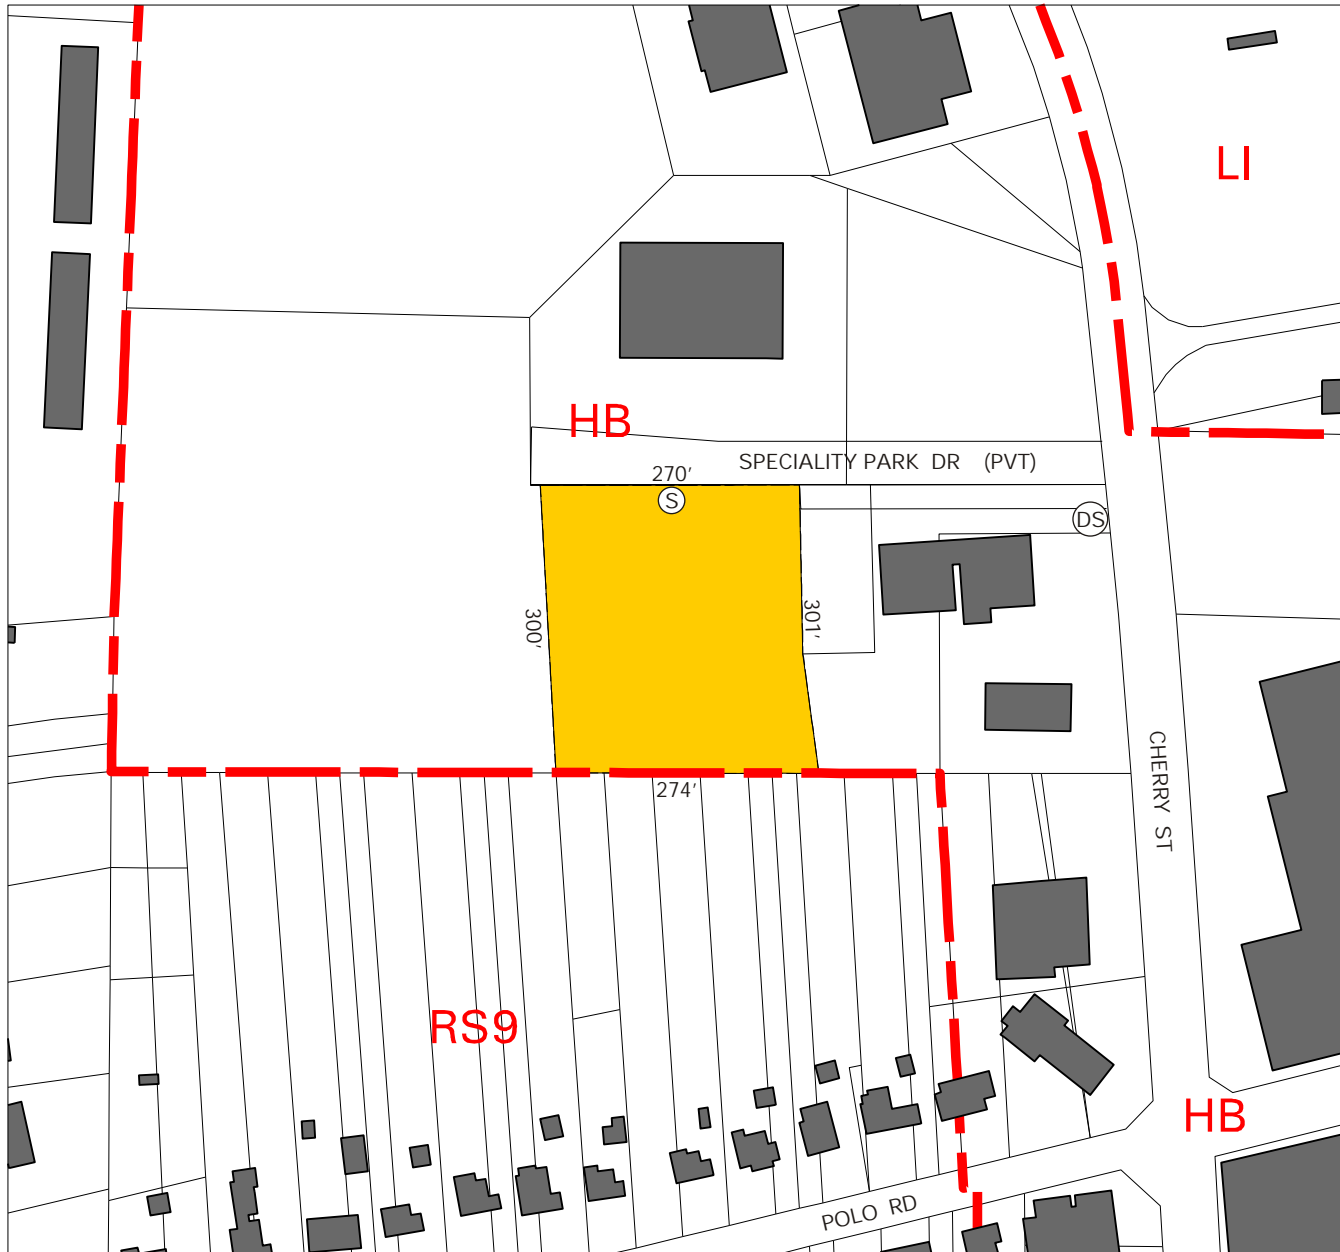 LI
HB
SPECIALITY PARK DR (PVT)
270'
S
DS
300'
301'
CHERRY ST
274'
RS9
HB
POLO RD